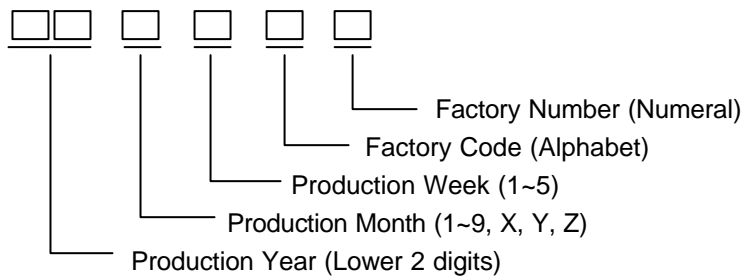 Factory Number (Numeral)
Factory Code (Alphabet)
Production Week (1~5)
Production Month (1~9, X, Y, Z)
Production Year (Lower 2 digits)